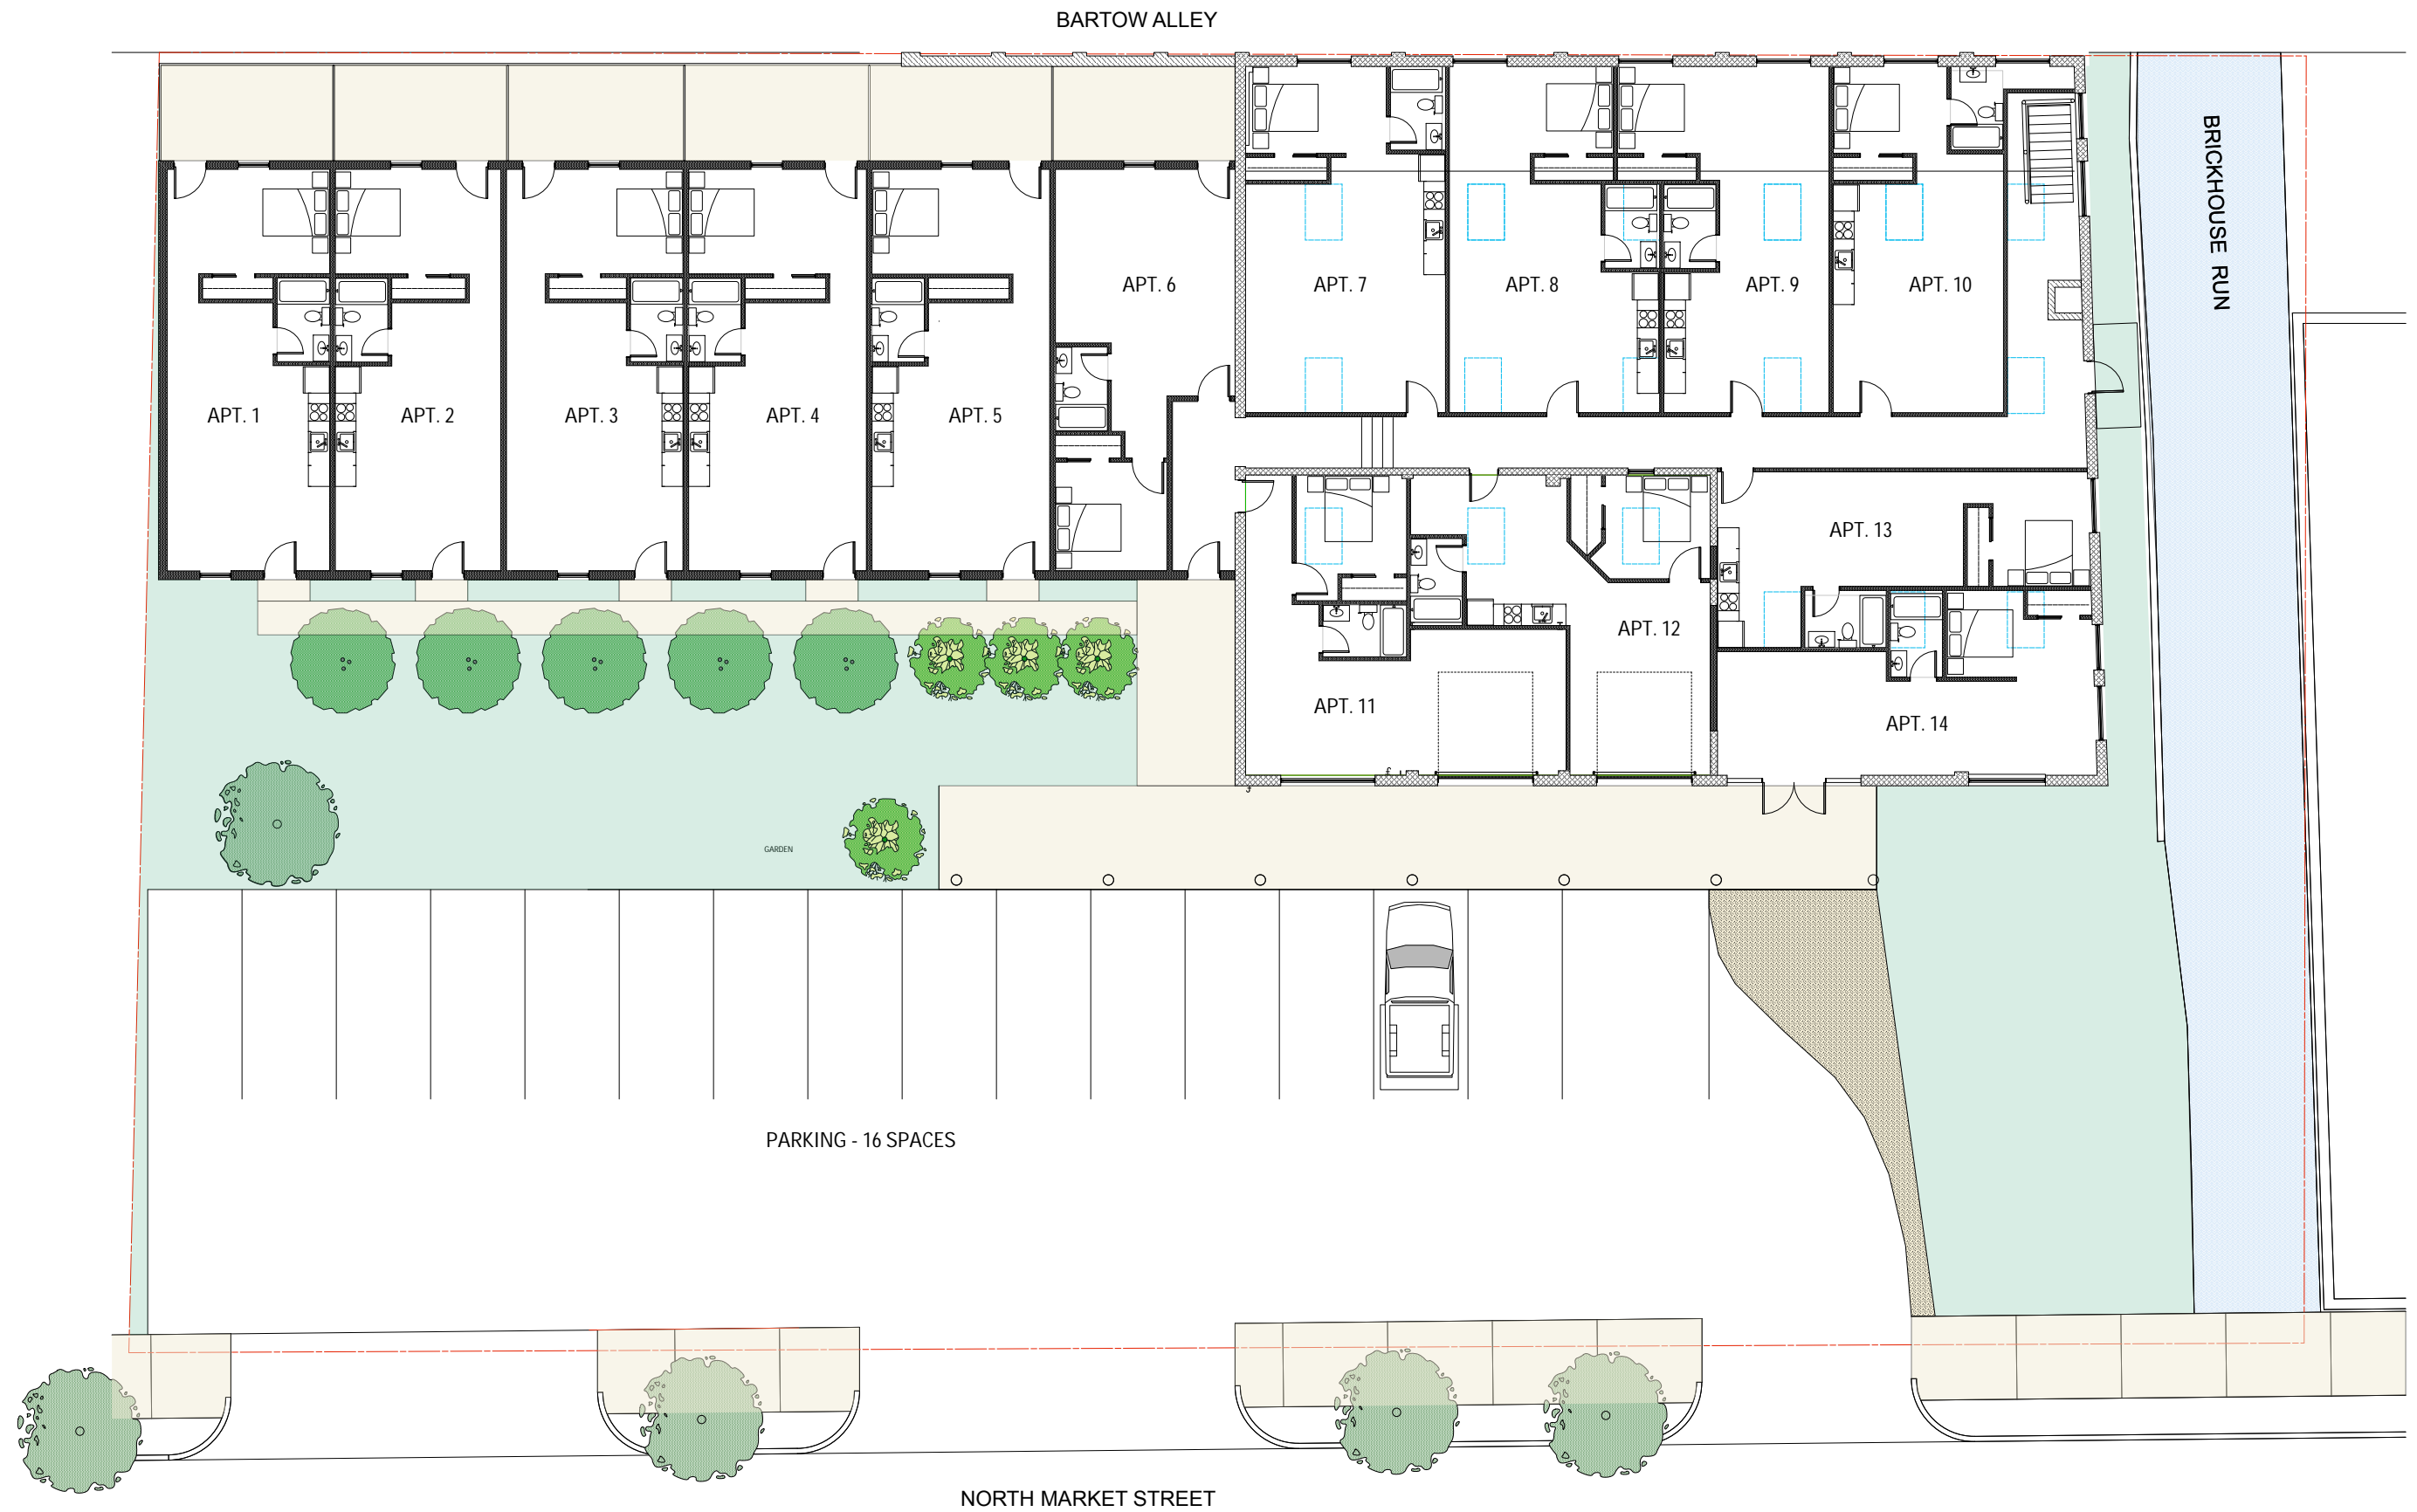 BARTOW ALLEY
BRICKHOUSE RUN
APT. 6
APT. 7
APT. 8
APT. 9
APT. 10
APT. 1
APT. 2
APT. 3
APT. 4
APT. 5
APT. 13
APT. 12
APT. 11
APT. 14
GARDEN
PARKING - 16 SPACES
NORTH MARKET STREET